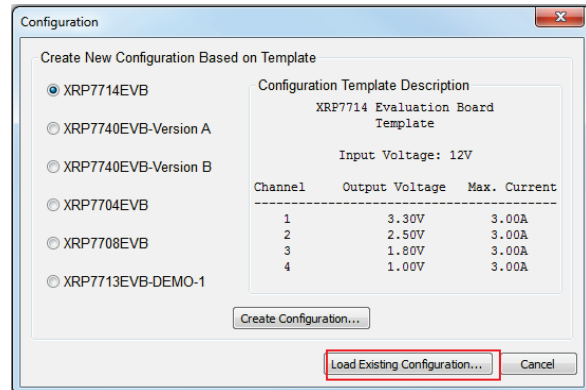 Configuration
Create New Configuration Based on Template
XRP7714EVB
XRP7740EVB-Version A
XRP7740EVB-Version B
XRP7704EVB
XRP7708EVB
XRP7713EVB-DEMO-1
Configuration Template Description
XRP7714 Evaluation Board
Template
Input Voltage: 12V
Channel Output Voltage Max. Current
------------------------------------------
1 3.30V 3.00A
2 2.50V 3.00A
3 1.80V 3.00A
4 1.00V 3.00A
Create Configuration...
Load Existing Configuration... Cancel